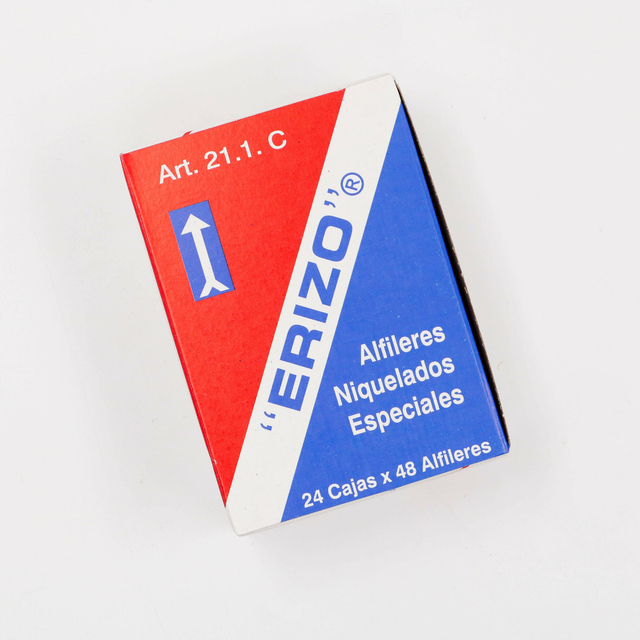 Art. 21.1. C
"ERIZO"®
Alfileres
Niquelados
Especiales
24 Cajas x 48 Alfileres